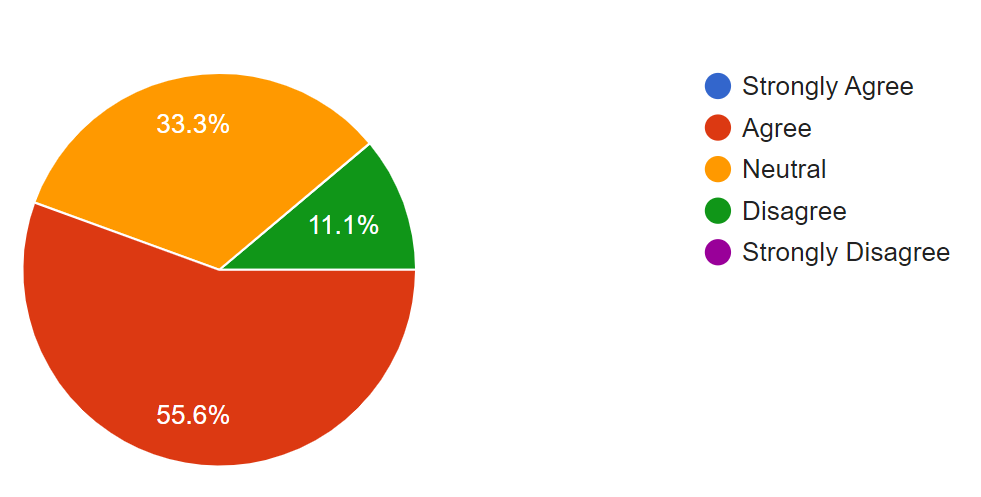 33.3%
11.1%
55.6%
Strongly Agree
Agree
Neutral
Disagree
Strongly Disagree